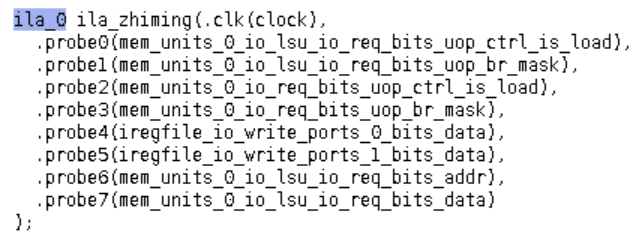 ila_0 ila_zhiming(.clk(clock),
.probe0(mem_units_0_io_lsu_io_req_bits_uop_ctrl_is_load),
.probe1(mem_units_0_io_lsu_io_req_bits_uop_br_mask),
.probe2(mem_units_0_io_req_bits_uop_ctrl_is_load),
.probe3(mem_units_0_io_req_bits_uop_br_mask),
.probe4(iregfile_io_write_ports_0_bits_data),
.probe5(iregfile_io_write_ports_1_bits_data),
.probe6(mem_units_0_io_lsu_io_req_bits_addr),
.probe7(mem_units_0_io_lsu_io_req_bits_data)
);